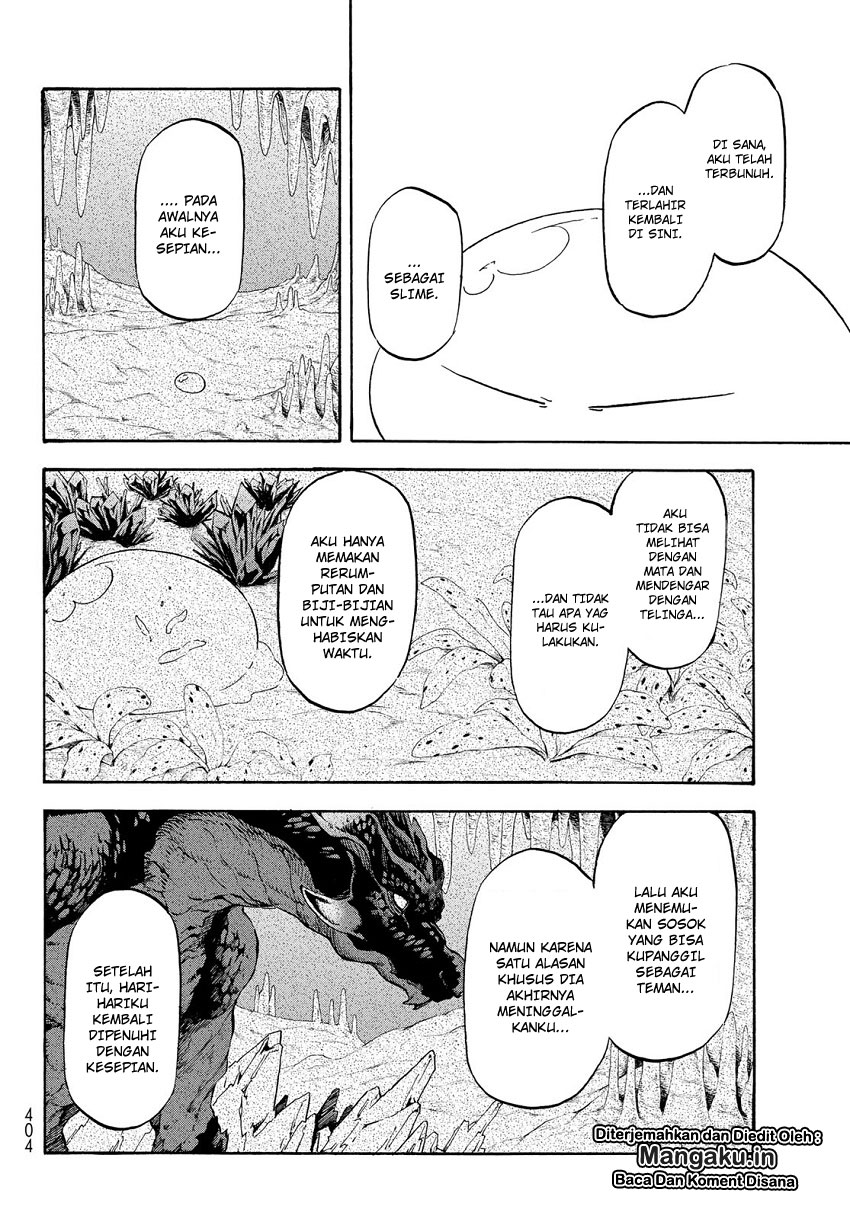 DI SANA,
AKU TELAH
TERBUNUH.
...DAN
TERLAHIR
KEMBALI
DI SINI.
...
SEBAGAI
SLIME.
.... PADA
AWALNYA
AKU KE-
SEPIAN...
AKU
TIDAK BISA
MELIHAT
DENGAN
MATA DAN
MENDENGAR
DENGAN
TELINGA...
...DAN TIDAK
TAU APA YAG
HARUS KU-
LAKUKAN.
AKU HANYA
MEMAKAN
RERUM-
PUTAN DAN
BIJI-BIJIAN
UNTUK MENG-
HABISKAN
WAKTU.
LALU AKU
MENEMU-
KAN SOSOK
YANG BISA
KUPANGGIL
SEBAGAI
TEMAN...
NAMUN KARENA
SATU ALASAN
KHUSUS DIA
AKHIRNYA
MENINGGAL-
KANKU...
SETELAH
ITU, HARI-
HARIKU
KEMBALI
DIPENUHI
DENGAN
KESEPIAN.
404
Diterjemahkan dan Diedit Oleh :
Mangaku.in
Baca Dan Koment Disana